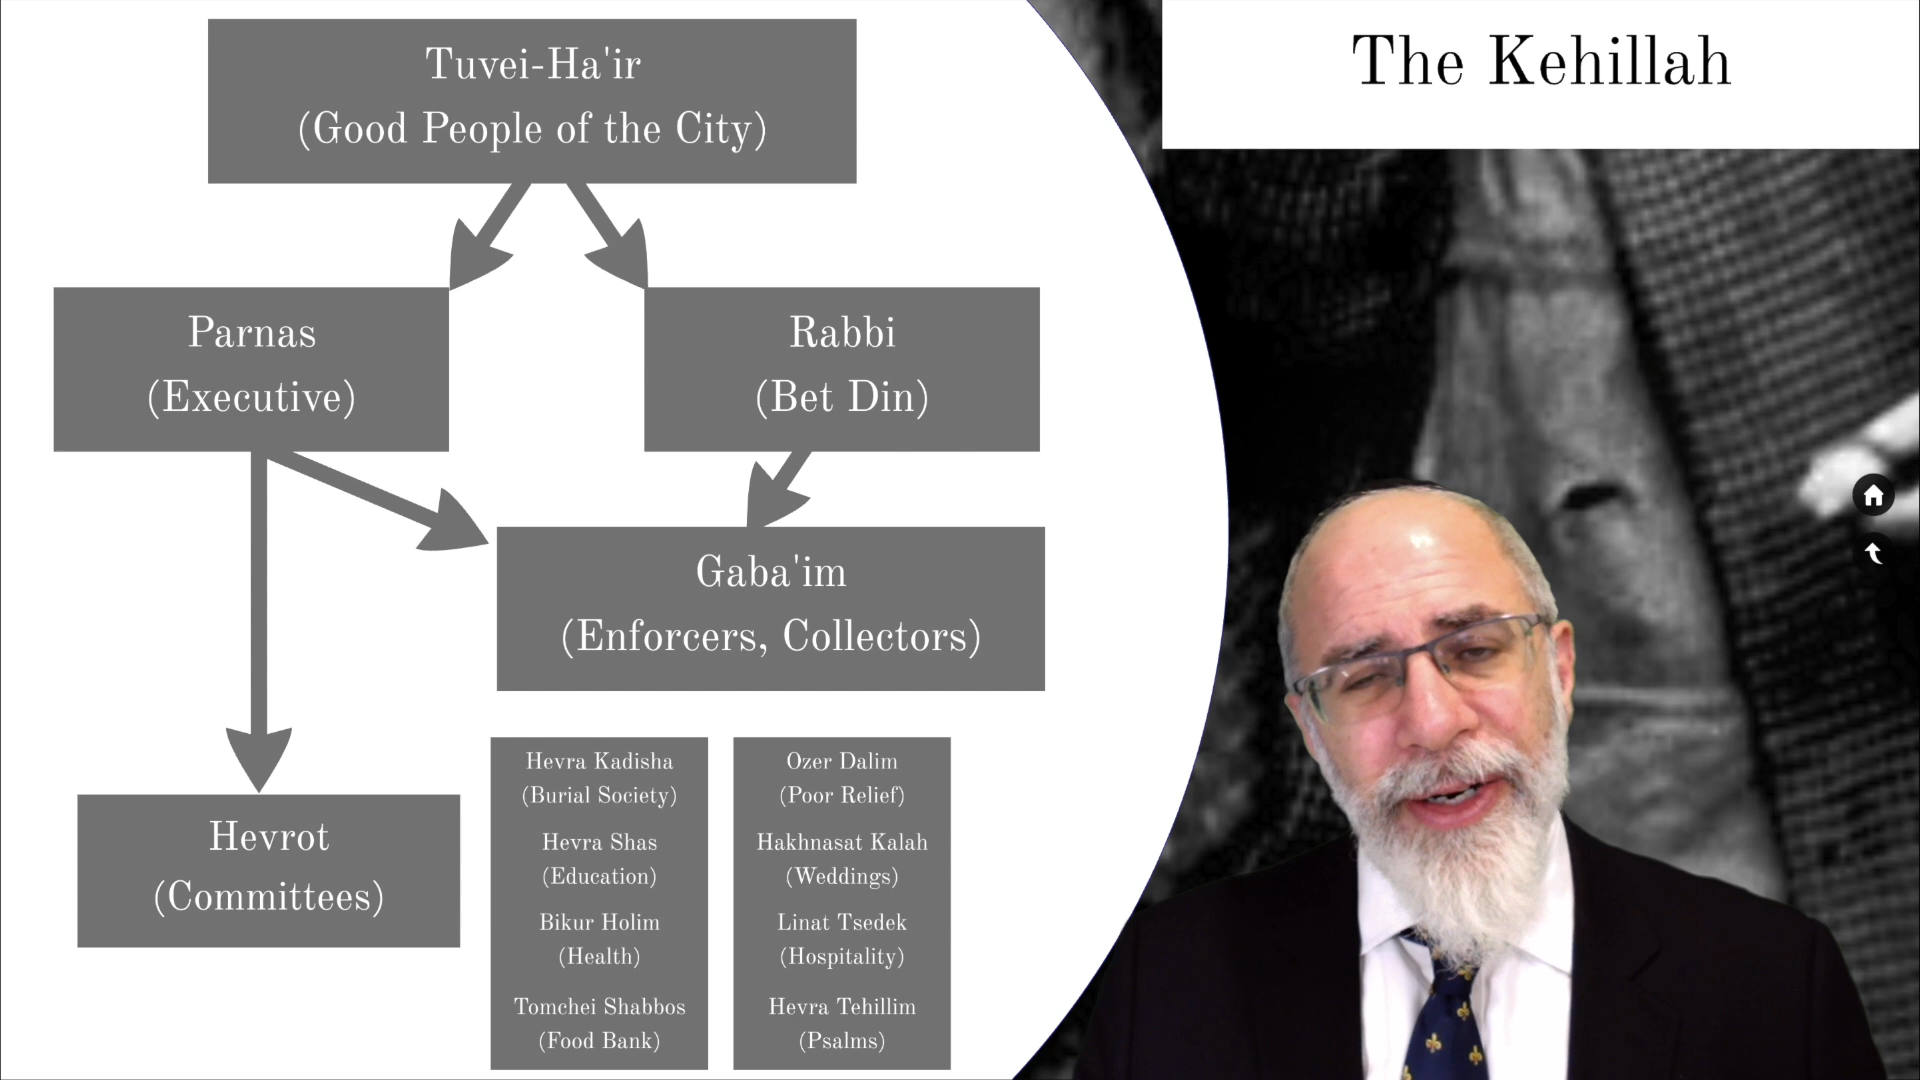 The Kehillah
Tuvei-Ha'ir
(Good People of the City)
Parnas
(Executive)
Rabbi
(Bet Din)
Gaba'im
(Enforcers, Collectors)
Hevrot
(Committees)
Hevra Kadisha
(Burial Society)
Hevra Shas
(Education)
Bikur Holim
(Health)
Tomchei Shabbos
(Food Bank)
Ozer Dalim
(Poor Relief)
Hakhnasat Kalah
(Weddings)
Linat Tsedek
(Hospitality)
Hevra Tehillim
(Psalms)